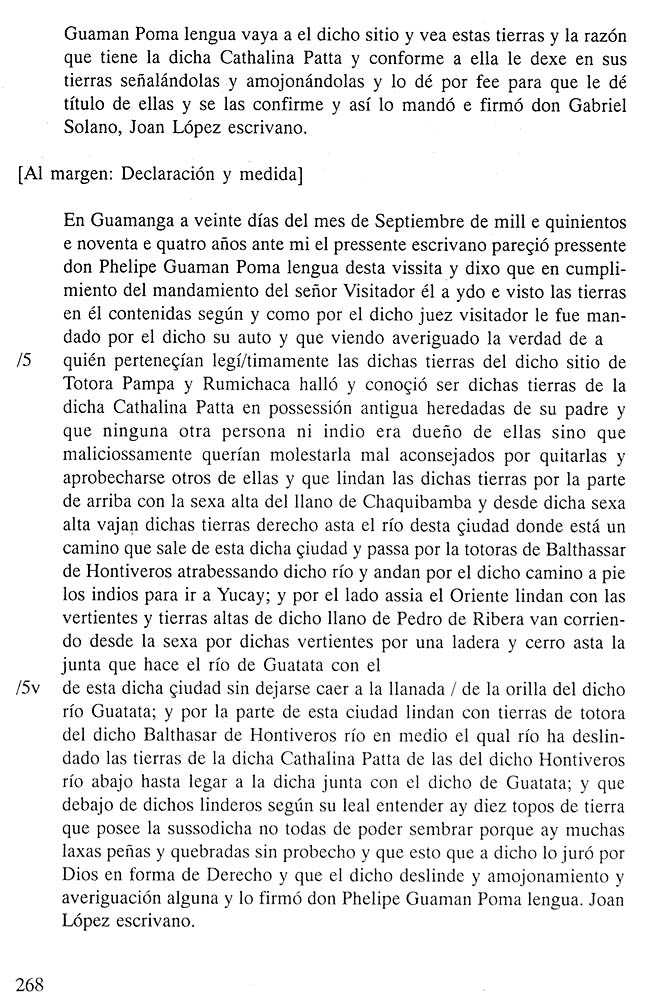 Guaman Poma lengua vaya a el dicho sitio y vea estas tierras y la razón
que tiene la dicha Cathalina Patta y conforme a ella le dexe en sus
tierras señalándolas y amojonándolas y lo dé por fee para que le dé
título de ellas y se las confirme y así lo mandó e firmó don Gabriel
Solano, Joan López escrivano.
[Al margen: Declaración y medida]
En Guamanga a veinte días del mes de Septiembre de mill e quinientos
e noventa e quatro años ante mi el pressente escrivano pareçió pressente
don Phelipe Guaman Poma lengua desta vissita y dixo que en cumpli-
miento del mandamiento del señor Visitador él a ydo e visto las tierras
en él contenidas según y como por el dicho juez visitador le fue man-
dado por el dicho su auto y que viendo averiguado la verdad de a
/5 quién perteneçían legí/timamente las dichas tierras del dicho sitio de
Totora Pampa y Rumichaca halló y conoçió ser dichas tierras de la
dicha Cathalina Patta en possessión antigua heredadas de su padre y
que ninguna otra persona ni indio era dueño de ellas sino que
maliciossamente querían molestarla mal aconsejados por quitarlas y
aprobecharse otros de ellas y que lindan las dichas tierras por la parte
de arriba con la sexa alta del llano de Chaquibamba y desde dicha sexa
alta vajan dichas tierras derecho asta el río desta çiudad donde está un
camino que sale de esta dicha çiudad y passa por la totoras de Balthassar
de Hontiveros atrabessando dicho río y andan por el dicho camino a pie
los indios para ir a Yucay; y por el lado assia el Oriente lindan con las
vertientes y tierras altas de dicho llano de Pedro de Ribera van corrien-
do desde la sexa por dichas vertientes por una ladera y cerro asta la
junta que hace el río de Guatata con el
/5v de esta dicha çiudad sin dejarse caer a la llanada / de la orilla del dicho
río Guatata; y por la parte de esta ciudad lindan con tierras de totora
del dicho Balthasar de Hontiveros río en medio el qual río ha deslin-
dado las tierras de la dicha Cathalina Patta de las del dicho Hontiveros
río abajo hasta legar a la dicha junta con el dicho de Guatata; y que
debajo de dichos linderos según su leal entender ay diez topos de tierra
que posee la sussodicha no todas de poder sembrar porque ay muchas
laxas peñas y quebradas sin probecho y que esto que a dicho lo juró por
Dios en forma de Derecho y que el dicho deslinde y amojonamiento y
averiguación alguna y lo firmó don Phelipe Guaman Poma lengua. Joan
López escrivano.
268